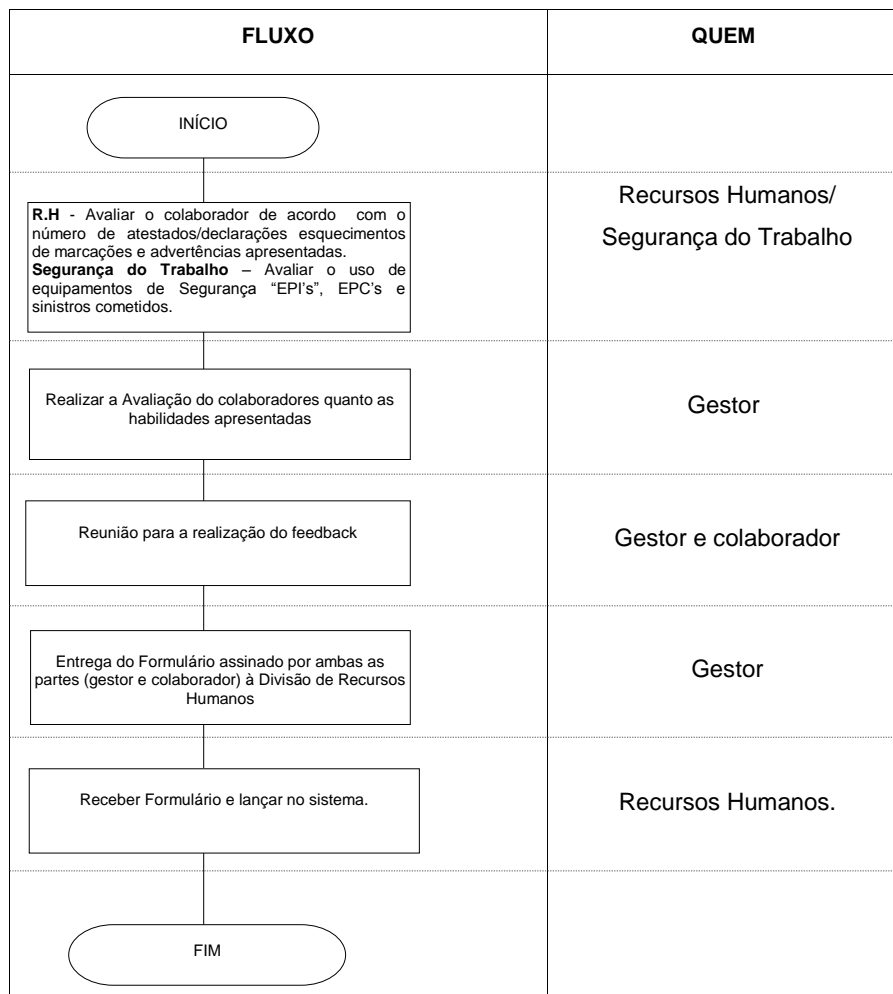 FLUXO
QUEM
INÍCIO
R.H - Avaliar o colaborador de acordo com o
número de atestados/declarações esquecimentos
de marcações e advertências apresentadas.
Segurança do Trabalho – Avaliar o uso de
equipamentos de Segurança “EPI’s”, EPC’s e
sinistros cometidos.
Recursos Humanos/
Segurança do Trabalho
Realizar a Avaliação do colaboradores quanto as
habilidades apresentadas
Gestor
Reunião para a realização do feedback
Gestor e colaborador
Entrega do Formulário assinado por ambas as
partes (gestor e colaborador) à Divisão de Recursos
Humanos
Gestor
Receber Formulário e lançar no sistema.
Recursos Humanos.
FIM